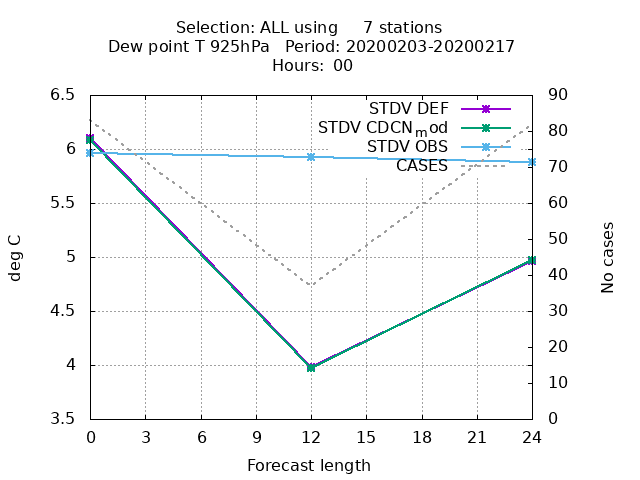 Selection: ALL using     7 stations
Dew point T 925hPa   Period: 20200203-20200217
Hours:  00
6.5
6
5.5
5
4.5
4
3.5
deg C
90
80
70
60
50
40
30
20
10
0
No cases
STDV DEF
STDV CDCNmod
STDV OBS
CASES
0 3 6 9 12 15 18 21 24
Forecast length